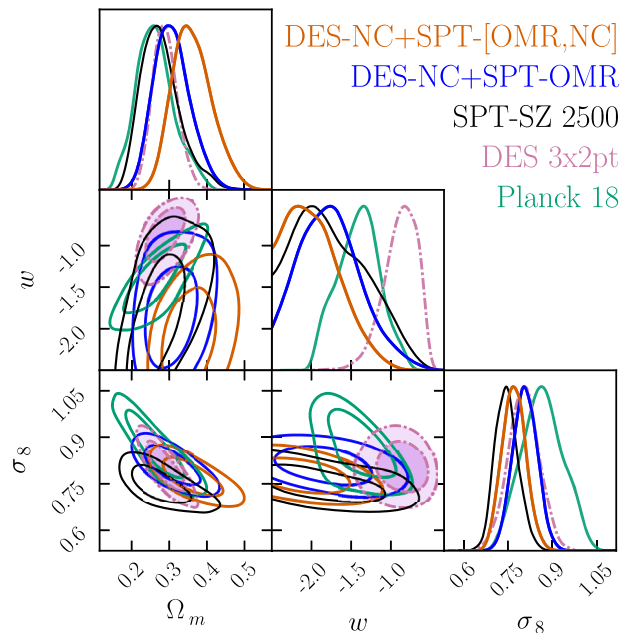 DES-NC+SPT-[OMR,NC]
DES-NC+SPT-OMR
SPT-SZ 2500
DES 3x2pt
Planck 18
w
-1.0
-1.5
-2.0
σ8
1.05
0.9
0.75
0.6
0.2
0.3
0.4
0.5
Ωm
-2.0
-1.5
-1.0
w
0.6
0.75
0.9
1.05
σ8